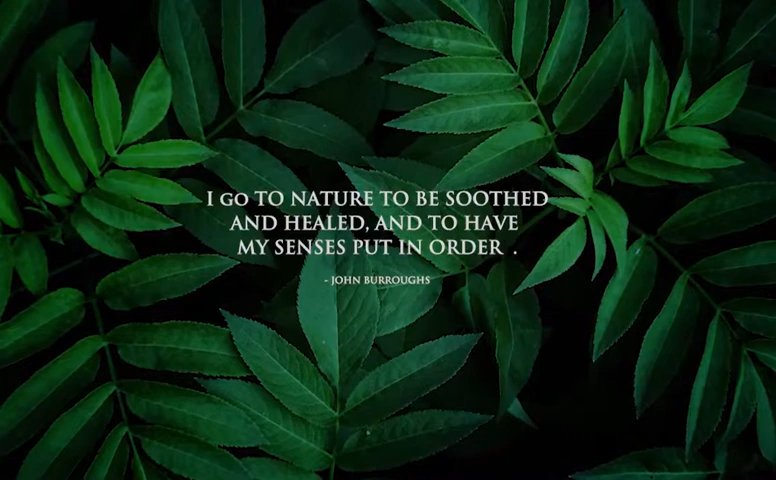 I GO TO NATURE TO BE SOOTHED
AND HEALED, AND TO HAVE
MY SENSES PUT IN ORDER .
- JOHN BURROUGHS